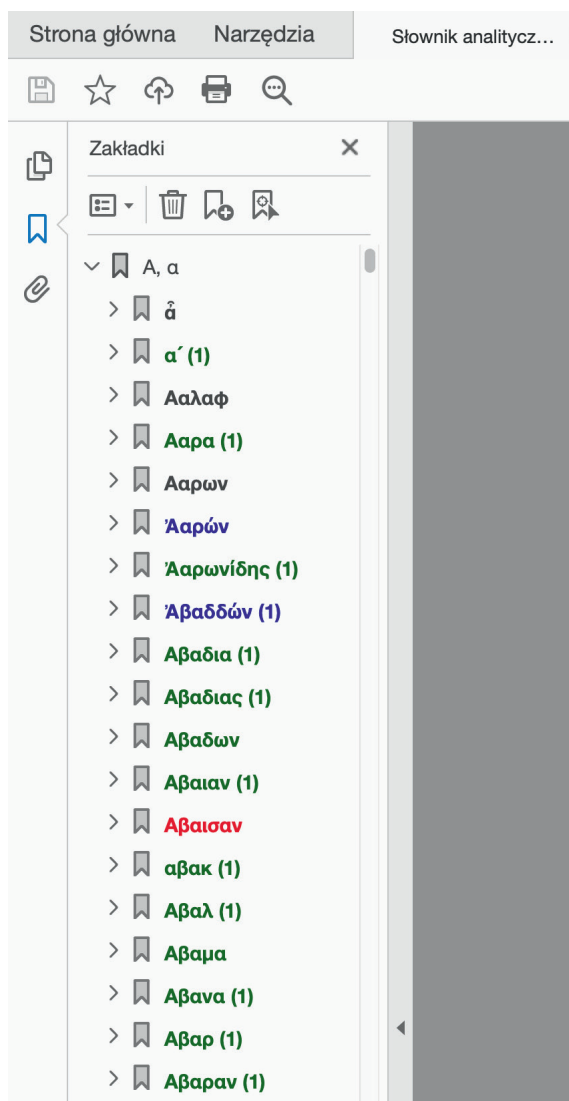 Strona główna Narzędzia Słownik analitycz...
Zakładki
Α, α
ἆ
α´ (1)
Ααλαφ
Ααρα (1)
Ααρων
Ἀαρών
Ἀαρωνίδης (1)
Ἀβαδδών (1)
Αβαδια (1)
Αβαδιας (1)
Αβαδων
Αβαιαν (1)
Αβαισαν
αβακ (1)
Αβαλ (1)
Αβαμα
Αβανα (1)
Αβαρ (1)
Αβαραν (1)